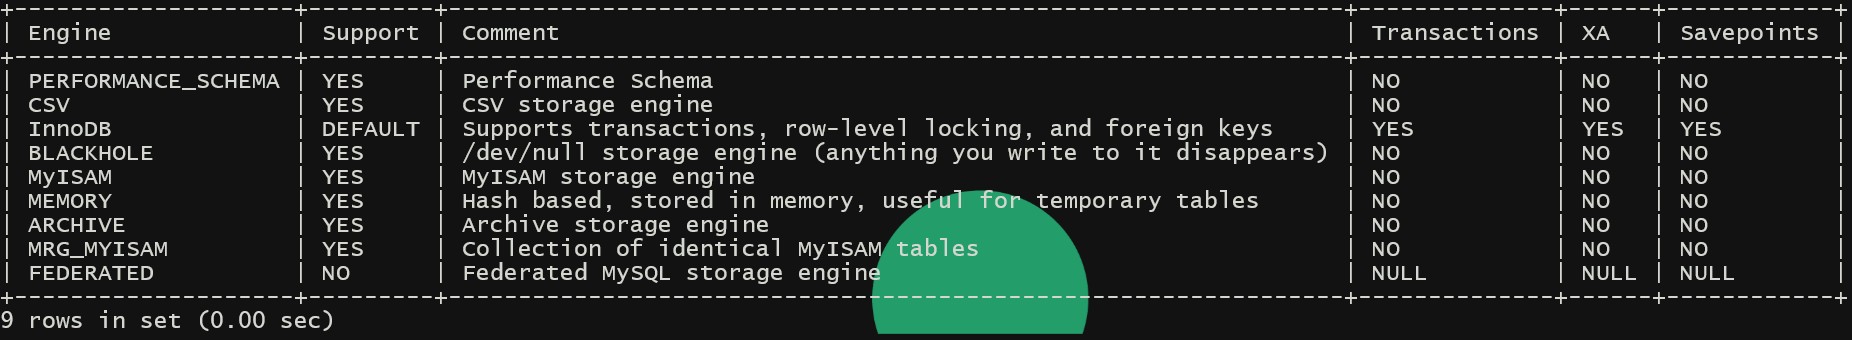 +--------------------+---------+----------------------------------------------------------------+--------------+------+------------+
| Engine             | Support | Comment                                                        | Transactions | XA   | Savepoints |
+--------------------+---------+----------------------------------------------------------------+--------------+------+------------+
| PERFORMANCE_SCHEMA | YES     | Performance Schema                                             | NO           | NO   | NO         |
| CSV                | YES     | CSV storage engine                                             | NO           | NO   | NO         |
| InnoDB             | DEFAULT | Supports transactions, row-level locking, and foreign keys     | YES          | YES  | YES        |
| BLACKHOLE          | YES     | /dev/null storage engine (anything you write to it disappears) | NO           | NO   | NO         |
| MyISAM             | YES     | MyISAM storage engine                                          | NO           | NO   | NO         |
| MEMORY             | YES     | Hash based, stored in memory, useful for temporary tables      | NO           | NO   | NO         |
| ARCHIVE            | YES     | Archive storage engine                                         | NO           | NO   | NO         |
| MRG_MYISAM         | YES     | Collection of identical MyISAM tables                          | NO           | NO   | NO         |
| FEDERATED          | NO      | Federated MySQL storage engine                                 | NULL         | NULL | NULL       |
+--------------------+---------+----------------------------------------------------------------+--------------+------+------------+
9 rows in set (0.00 sec)